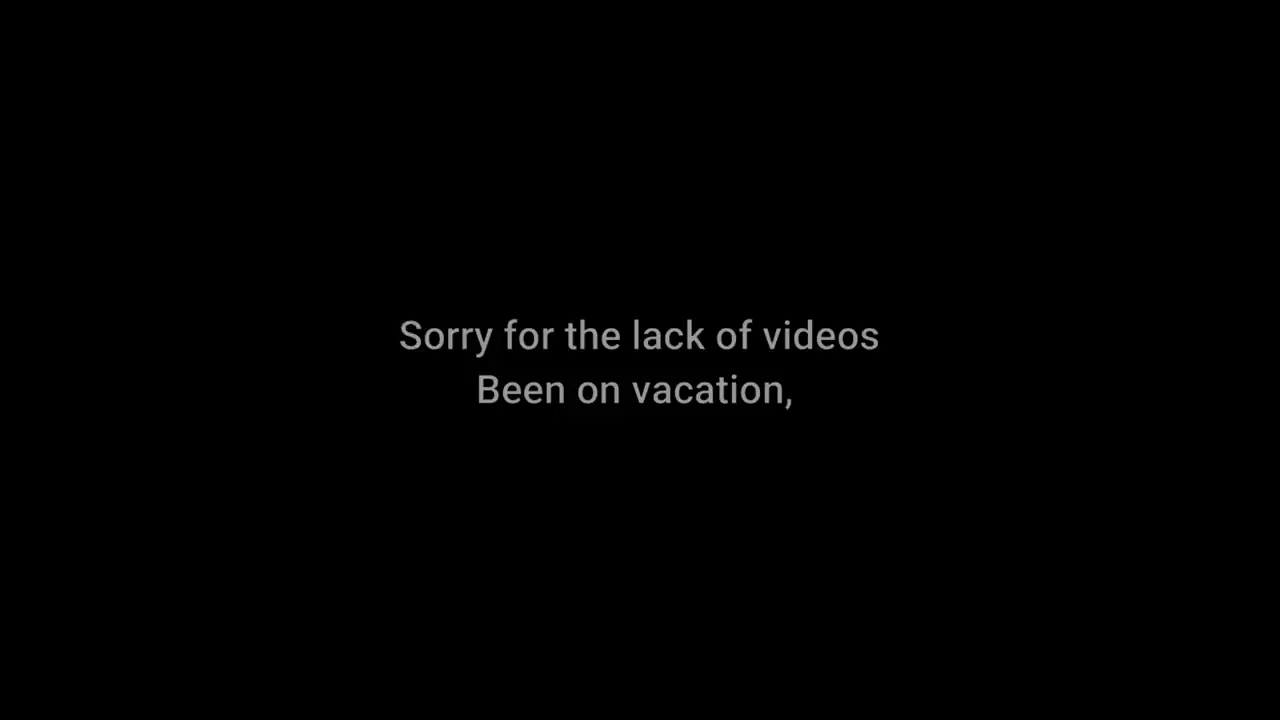 Sorry for the lack of videos
Been on vacation,